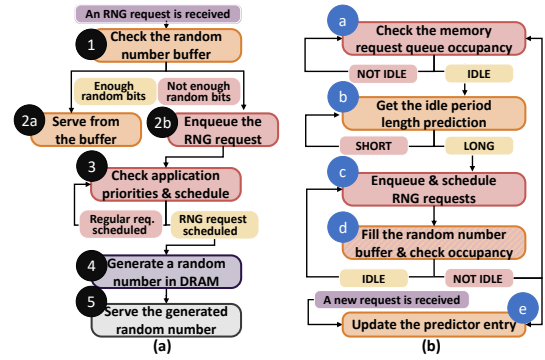 An RNG request is received
1
Check the random
number buffer
Enough
random bits
Not enough
random bits
2a
Serve from
the buffer
2b
Enqueue the
RNG request
3
Check application
priorities & schedule
Regular req.
scheduled
RNG request
scheduled
4
Generate a random
number in DRAM
5
Serve the generated
random number
(a)
a
Check the memory
request queue occupancy
NOT IDLE
IDLE
b
Get the idle period
length prediction
SHORT
LONG
c
Enqueue & schedule
RNG requests
d
Fill the random number
buffer & check occupancy
IDLE
NOT IDLE
A new request is received
e
Update the predictor entry
(b)